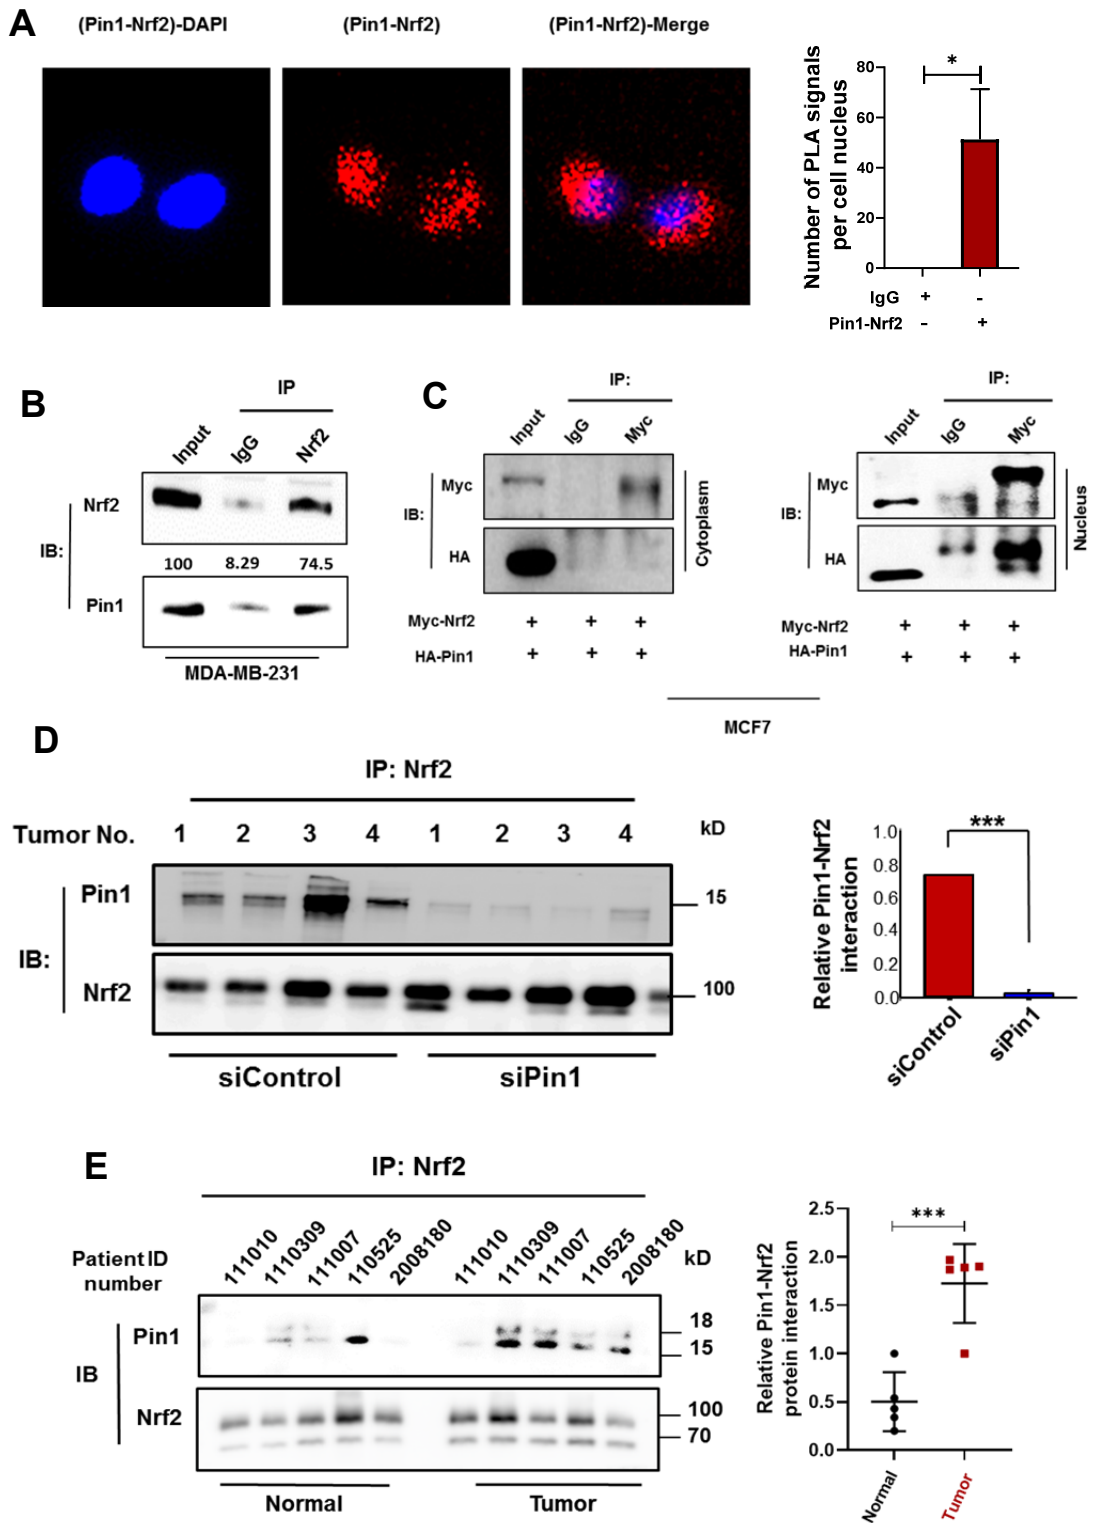 A
(Pin1-Nrf2)-DAPI
(Pin1-Nrf2)
(Pin1-Nrf2)-Merge
Number of PLA signals
per cell nucleus
80
60
40
20
0
*
IgG + -
Pin1-Nrf2 - +
B
IP
Input
IgG
Nrf2
IB:
Nrf2
100 8.29 74.5
Pin1
MDA-MB-231
C
IP:
Input
IgG
Myc
IB:
Myc
HA
Cytoplasm
Myc-Nrf2 + + +
HA-Pin1 + + +
IP:
Input
IgG
Myc
IB:
Myc
HA
Nucleus
Myc-Nrf2 + + +
HA-Pin1 + + +
MCF7
D
IP: Nrf2
Tumor No. 1 2 3 4 1 2 3 4 kD
IB:
Pin1
15
Nrf2
100
siControl
siPin1
Relative Pin1-Nrf2
interaction
1.0
0.8
0.6
0.4
0.2
0.0
***
siControl
siPin1
E
IP: Nrf2
Patient ID
number
111010
1110309
111007
110525
2008180
111010
1110309
111007
110525
2008180
kD
IB
Pin1
18
15
Nrf2
100
70
Normal
Tumor
Relative Pin1-Nrf2
protein interaction
2.5
2.0
1.5
1.0
0.5
0.0
***
Normal
Tumor